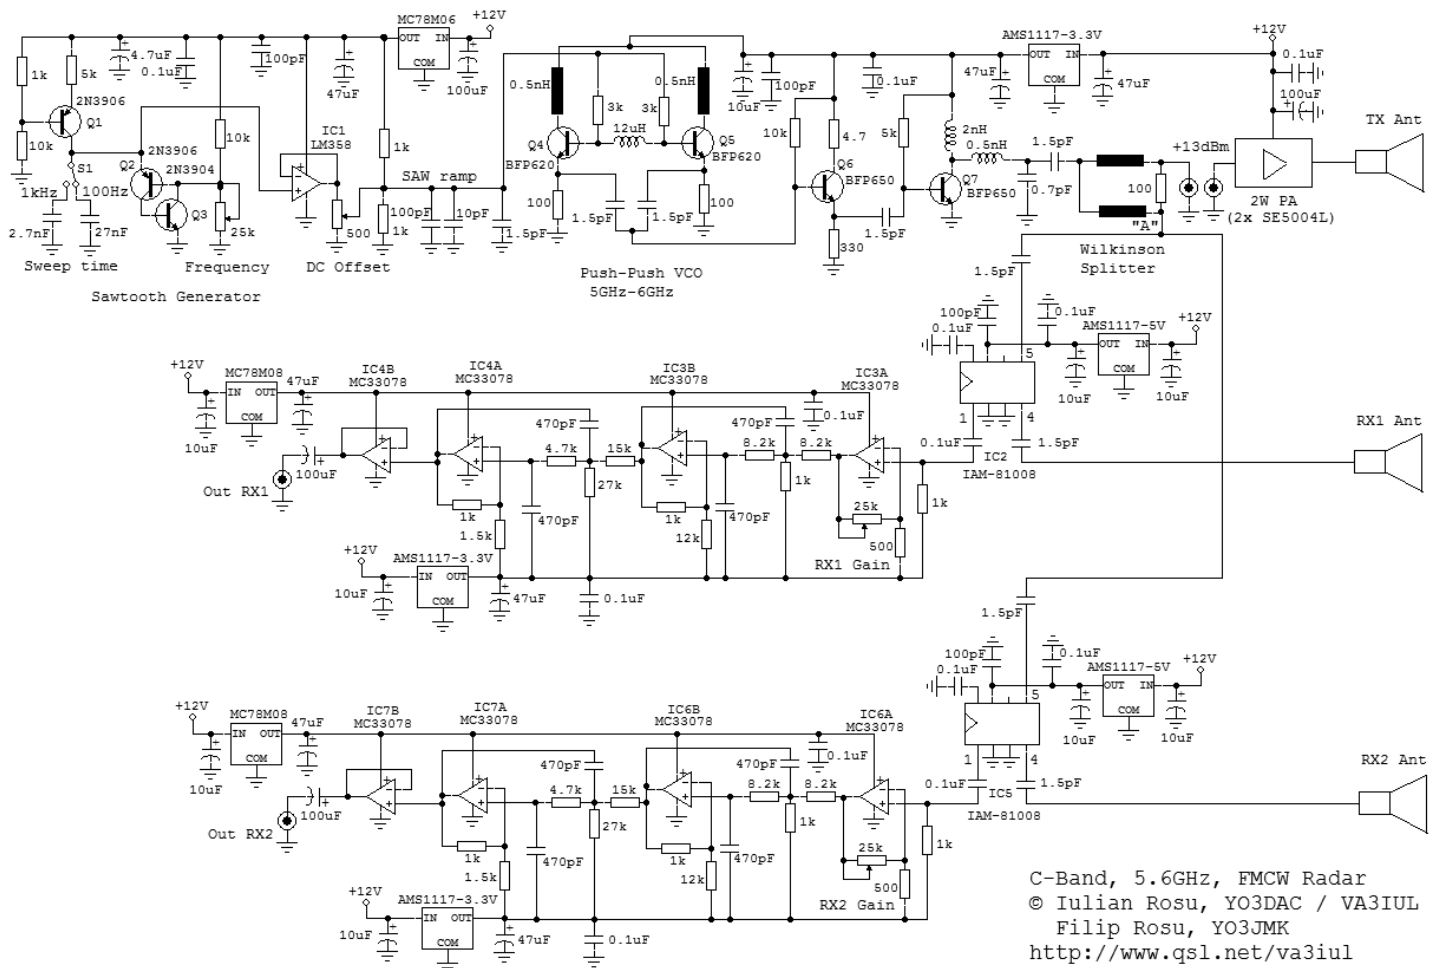 MC78M06
+12V
OUT IN
COM
4.7uF
0.1uF
100pF
47uF
100uF
1k
5k
2N3906
Q1
10k
Q2
2N3906
2N3904
S1
1kHz
100Hz
Q3
2.7nF
27nF
10k
25k
IC1
LM358
1k
SAW ramp
500
100pF
1k
10pF
1.5pF
Sweep time
Frequency
DC Offset
Sawtooth Generator
0.5nH
0.5nH
3k
3k
12uH
Q4
BFP620
Q5
BFP620
100
1.5pF
1.5pF
100
Push-Push VCO
5GHz-6GHz
10uF
100pF
0.1uF
10k
4.7
5k
Q6
BFP650
1.5pF
330
2nH
0.5nH
Q7
BFP650
1.5pF
0.7pF
AMS1117-3.3V
OUT IN
COM
47uF
47uF
+12V
0.1uF
100uF
100
"A"
Wilkinson
Splitter
+13dBm
2W PA
(2x SE5004L)
TX Ant
1.5pF
100pF
0.1uF
0.1uF
AMS1117-5V
OUT IN
COM
+12V
10uF
10uF
5
1
4
0.1uF
1.5pF
IC2
IAM-81008
RX1 Ant
+12V
MC78M08
IN OUT
COM
47uF
10uF
100uF
Out RX1
IC4B
MC33078
IC4A
MC33078
IC3B
MC33078
IC3A
MC33078
0.1uF
470pF
4.7k
15k
27k
470pF
1k
1.5k
470pF
8.2k
8.2k
1k
470pF
1k
12k
25k
500
1k
RX1 Gain
+12V
AMS1117-3.3V
IN OUT
COM
10uF
47uF
0.1uF
1.5pF
100pF
0.1uF
0.1uF
AMS1117-5V
OUT IN
COM
+12V
10uF
10uF
5
1
4
0.1uF
1.5pF
IC5
IAM-81008
RX2 Ant
+12V
MC78M08
IN OUT
COM
47uF
10uF
100uF
Out RX2
IC7B
MC33078
IC7A
MC33078
IC6B
MC33078
IC6A
MC33078
0.1uF
470pF
4.7k
15k
27k
470pF
1k
1.5k
470pF
8.2k
8.2k
1k
470pF
1k
12k
25k
500
1k
RX2 Gain
+12V
AMS1117-3.3V
IN OUT
COM
10uF
47uF
0.1uF
C-Band, 5.6GHz, FMCW Radar
© Iulian Rosu, YO3DAC / VA3IUL
Filip Rosu, YO3JMK
http://www.qsl.net/va3iul